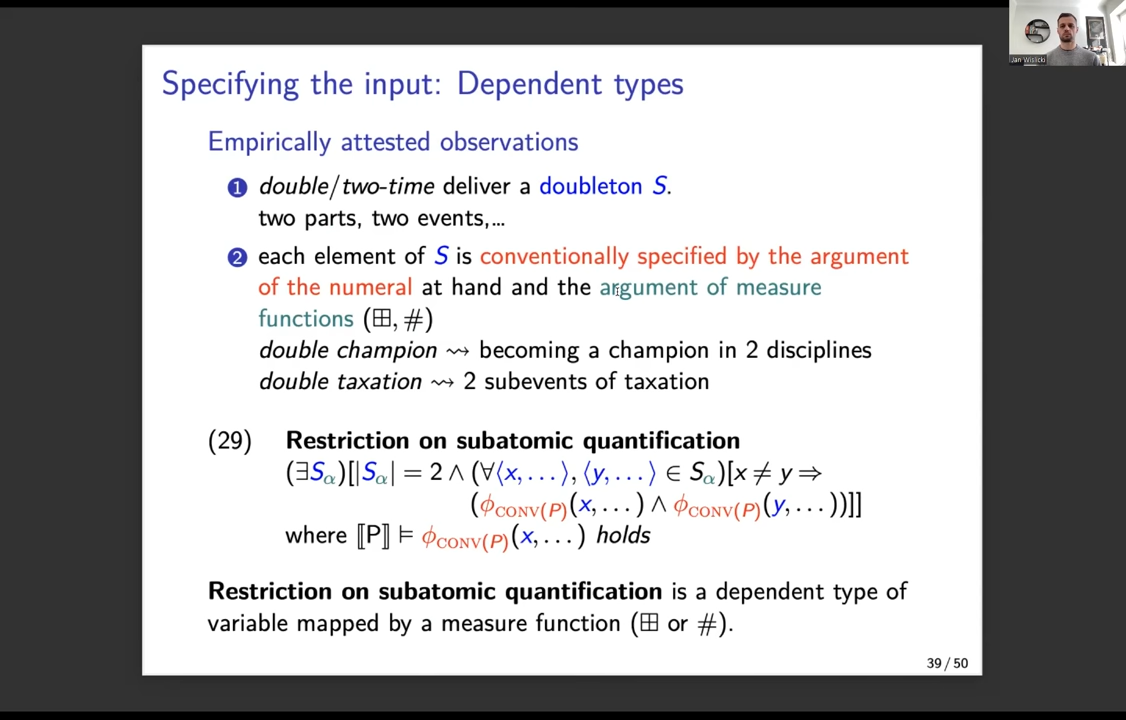 Jan Wislicki
Specifying the input: Dependent types
Empirically attested observations
1 double/two-time deliver a doubleton S.
two parts, two events,...
2 each element of S is conventionally specified by the argument
of the numeral at hand and the argument of measure
functions (⊞, #)
double champion ⇝ becoming a champion in 2 disciplines
double taxation ⇝ 2 subevents of taxation
(29) Restriction on subatomic quantification
(∃Sα)[|Sα| = 2 ∧ (∀⟨x, ...⟩, ⟨y, ...⟩ ∈ Sα)[x ≠ y ⇒
(ϕCONV(P)(x, ...) ∧ ϕCONV(P)(y, ...))]]
where ⟦P⟧ ⊨ ϕCONV(P)(x, ...) holds
Restriction on subatomic quantification is a dependent type of
variable mapped by a measure function (⊞ or #).
39 / 50